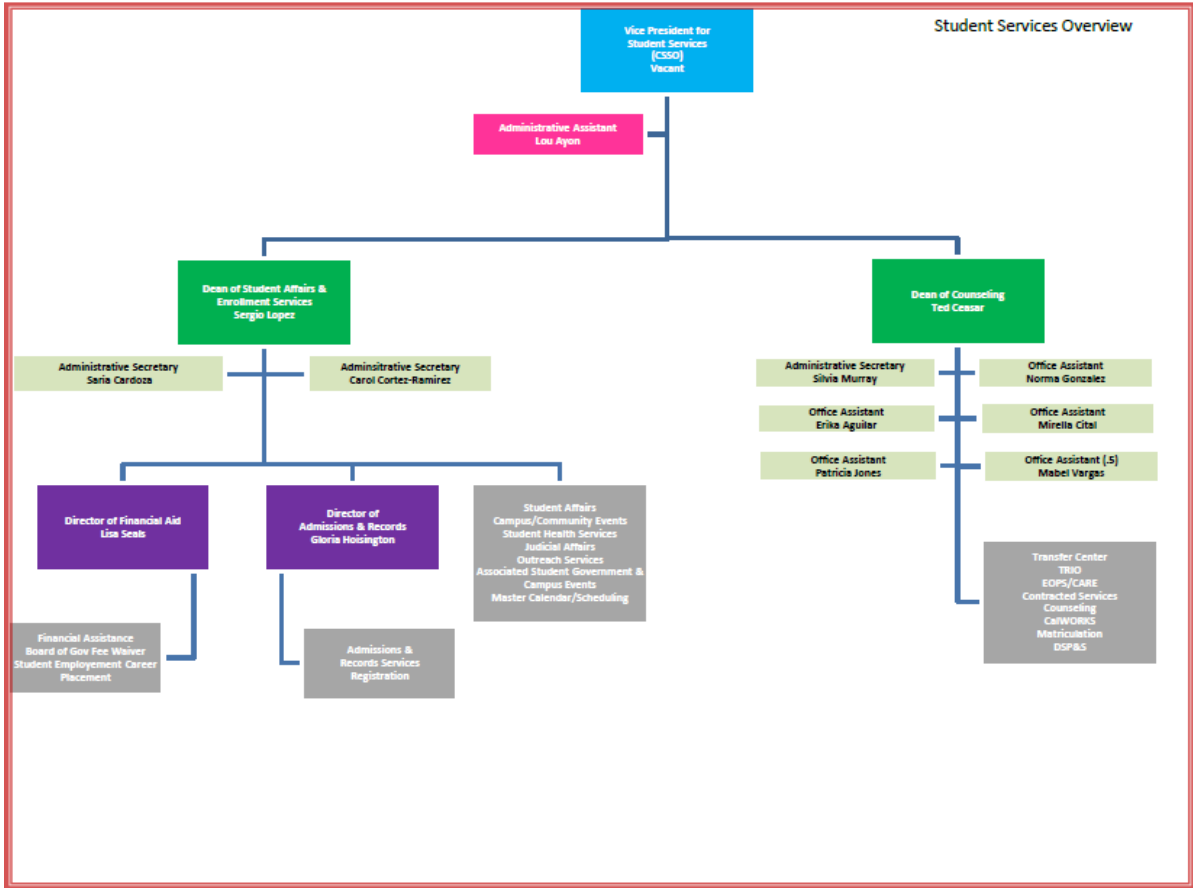 Student Services Overview
Vice President for
Student Services
(CSSO)
Vacant
Administrative Assistant
Lou Ayon
Dean of Student Affairs &
Enrollment Services
Sergio Lopez
Administrative Secretary
Saria Cardoza
Adminsitrative Secretary
Carol Cortez-Ramirez
Director of Financial Aid
Lisa Seals
Financial Assistance
Board of Gov Fee Waiver
Student Employement Career
Placement
Director of
Admissions & Records
Gloria Hoisington
Admissions &
Records Services
Registration
Student Affairs
Campus/Community Events
Student Health Services
Judicial Affairs
Outreach Services
Associated Student Government &
Campus Events
Master Calendar/Scheduling
Dean of Counseling
Ted Ceasar
Administrative Secretary
Silvia Murray
Office Assistant
Norma Gonzalez
Office Assistant
Erika Aguilar
Office Assistant
Mirella Cital
Office Assistant
Patricia Jones
Office Assistant (.5)
Mabel Vargas
Transfer Center
TRIO
EOPS/CARE
Contracted Services
Counseling
CalWORKS
Matriculation
DSP&S